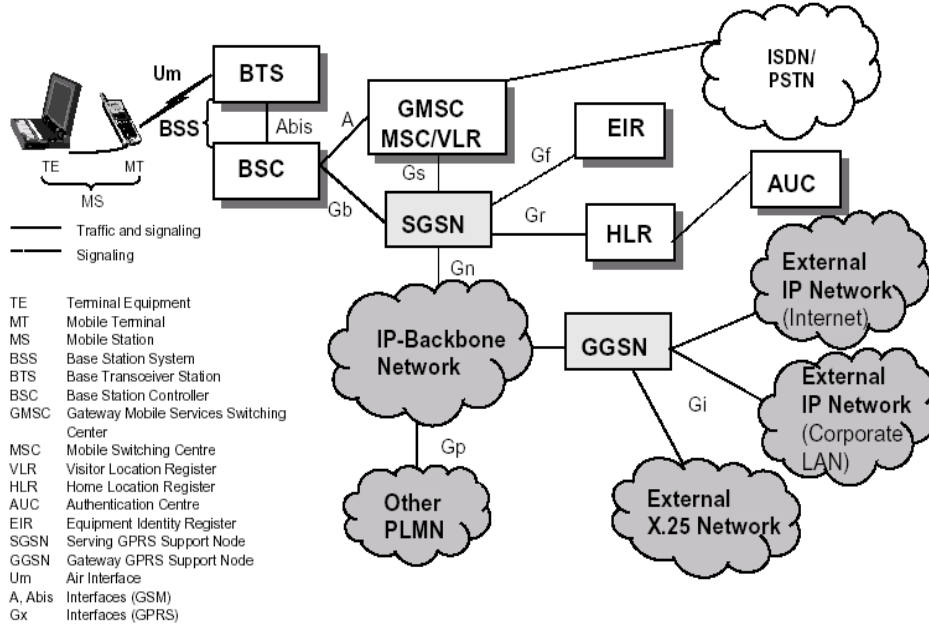 ISDN/
PSTN
Um
BTS
BSS
Abis
A
GMSC
MSC/VLR
EIR
BSC
Gs
Gf
TE
MT
MS
Gb
SGSN
Gr
HLR
AUC
Traffic and signaling
Signaling
Gn
External
IP Network
(Internet)
IP-Backbone
Network
GGSN
External
IP Network
(Corporate
LAN)
Gi
Gp
Other
PLMN
External
X.25 Network
TE Terminal Equipment
MT Mobile Terminal
MS Mobile Station
BSS Base Station System
BTS Base Transceiver Station
BSC Base Station Controller
GMSC Gateway Mobile Services Switching
Center
MSC Mobile Switching Centre
VLR Visitor Location Register
HLR Home Location Register
AUC Authentication Centre
EIR Equipment Identity Register
SGSN Serving GPRS Support Node
GGSN Gateway GPRS Support Node
Um Air Interface
A, Abis Interfaces (GSM)
Gx Interfaces (GPRS)